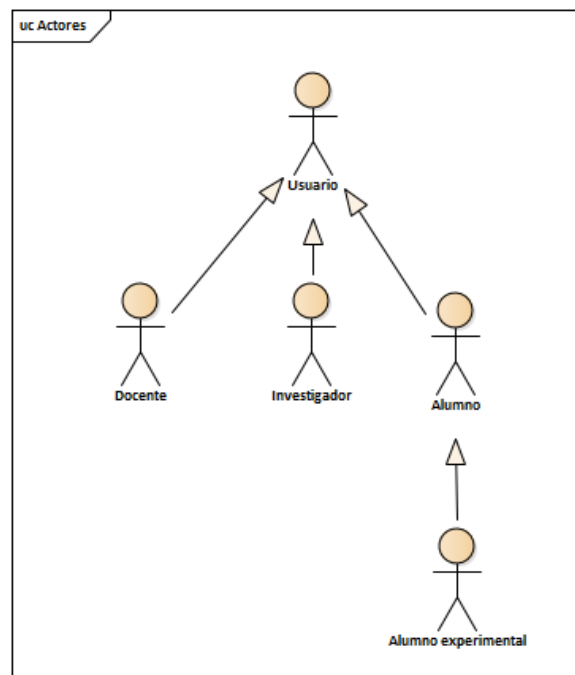 uc Actores
Usuario
Docente
Investigador
Alumno
Alumno experimental